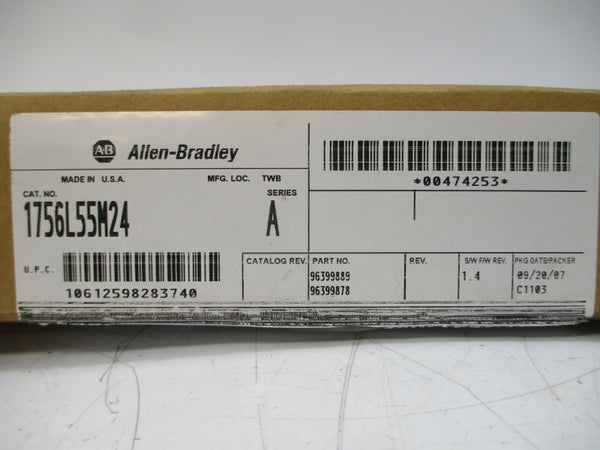 A-B Allen-Bradley
MADE IN U.S.A. MFG. LOC. TWB
CAT. NO. SERIES
1756L55M24 A
*00474253*
U.P.C.
10612598283740
CATALOG REV. PART NO. REV. S/W F/W REV. PKG DATE/PACKER
96399889 1.4 09/20/07
96399878 C1103